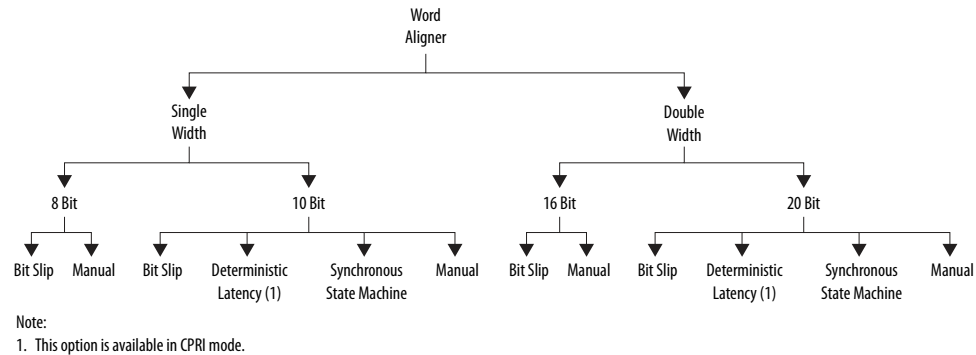 Word
Aligner
Single
Width
Double
Width
8 Bit
10 Bit
16 Bit
20 Bit
Bit Slip
Manual
Bit Slip
Deterministic
Latency (1)
Synchronous
State Machine
Manual
Bit Slip
Manual
Bit Slip
Deterministic
Latency (1)
Synchronous
State Machine
Manual
Note:
1. This option is available in CPRI mode.